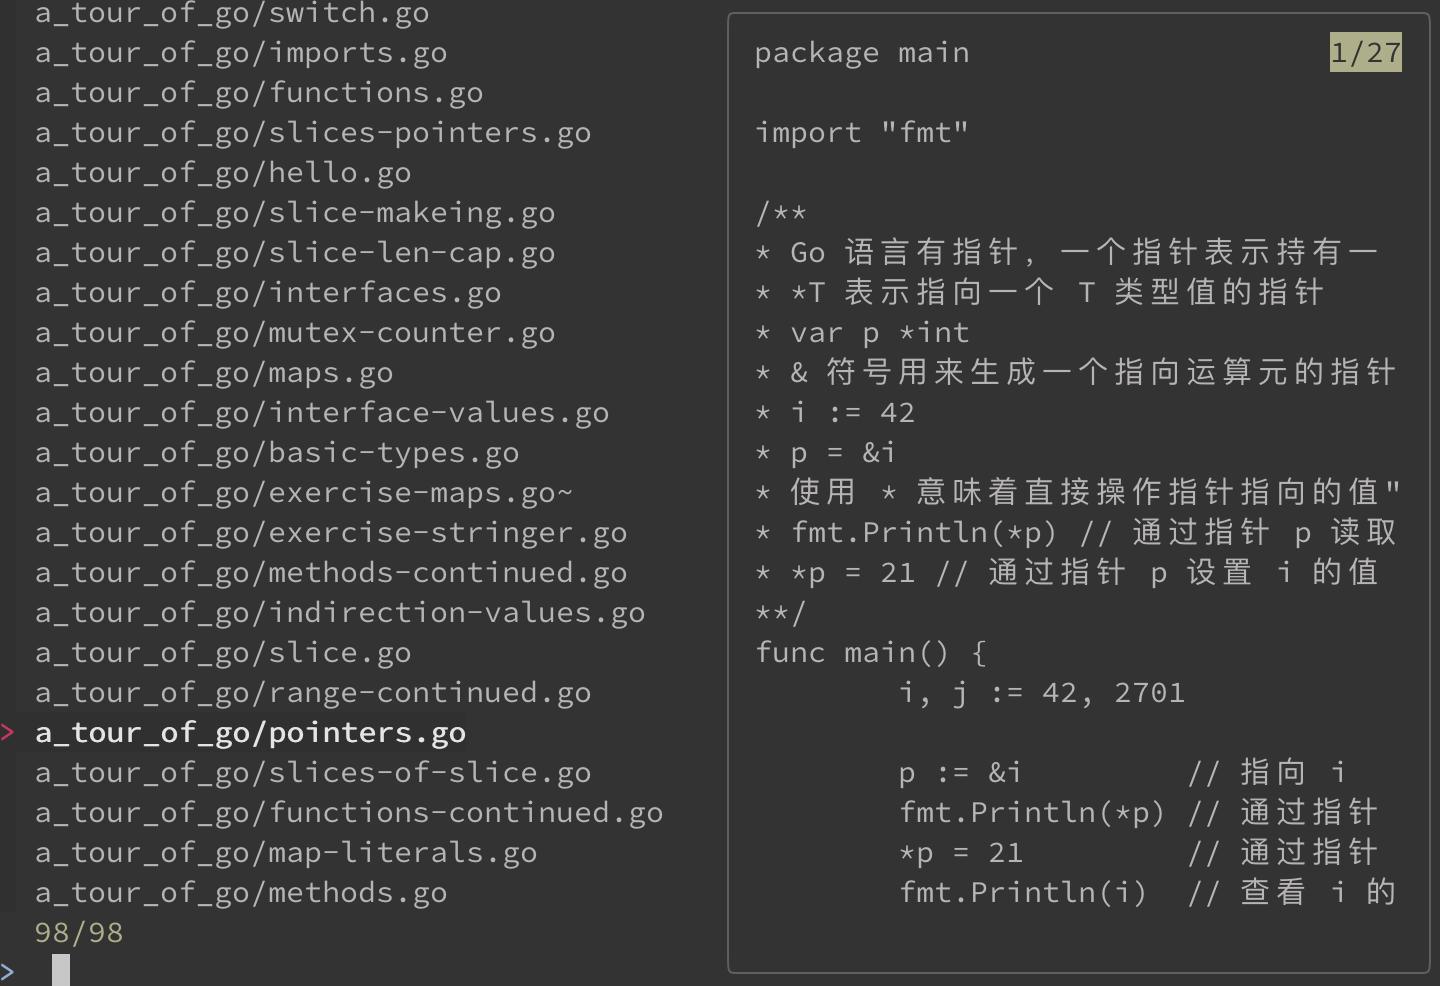 a_tour_of_go/switch.go
a_tour_of_go/imports.go
a_tour_of_go/functions.go
a_tour_of_go/slices-pointers.go
a_tour_of_go/hello.go
a_tour_of_go/slice-makeing.go
a_tour_of_go/slice-len-cap.go
a_tour_of_go/interfaces.go
a_tour_of_go/mutex-counter.go
a_tour_of_go/maps.go
a_tour_of_go/interface-values.go
a_tour_of_go/basic-types.go
a_tour_of_go/exercise-maps.go~
a_tour_of_go/exercise-stringer.go
a_tour_of_go/methods-continued.go
a_tour_of_go/indirection-values.go
a_tour_of_go/slice.go
a_tour_of_go/range-continued.go
> a_tour_of_go/pointers.go
a_tour_of_go/slices-of-slice.go
a_tour_of_go/functions-continued.go
a_tour_of_go/map-literals.go
a_tour_of_go/methods.go
98/98
>
package main
1/27
import "fmt"
/**
* Go 语言有指针, 一个指针表示持有一
* *T 表示指向一个 T 类型值的指针
* var p *int
* & 符号用来生成一个指向运算元的指针
* i := 42
* p = &i
* 使用 * 意味着直接操作指针指向的值"
* fmt.Println(*p) // 通过指针 p 读取
* *p = 21 // 通过指针 p 设置 i 的值
**/
func main() {
i, j := 42, 2701
p := &i // 指向 i
fmt.Println(*p) // 通过指针
*p = 21 // 通过指针
fmt.Println(i) // 查看 i 的